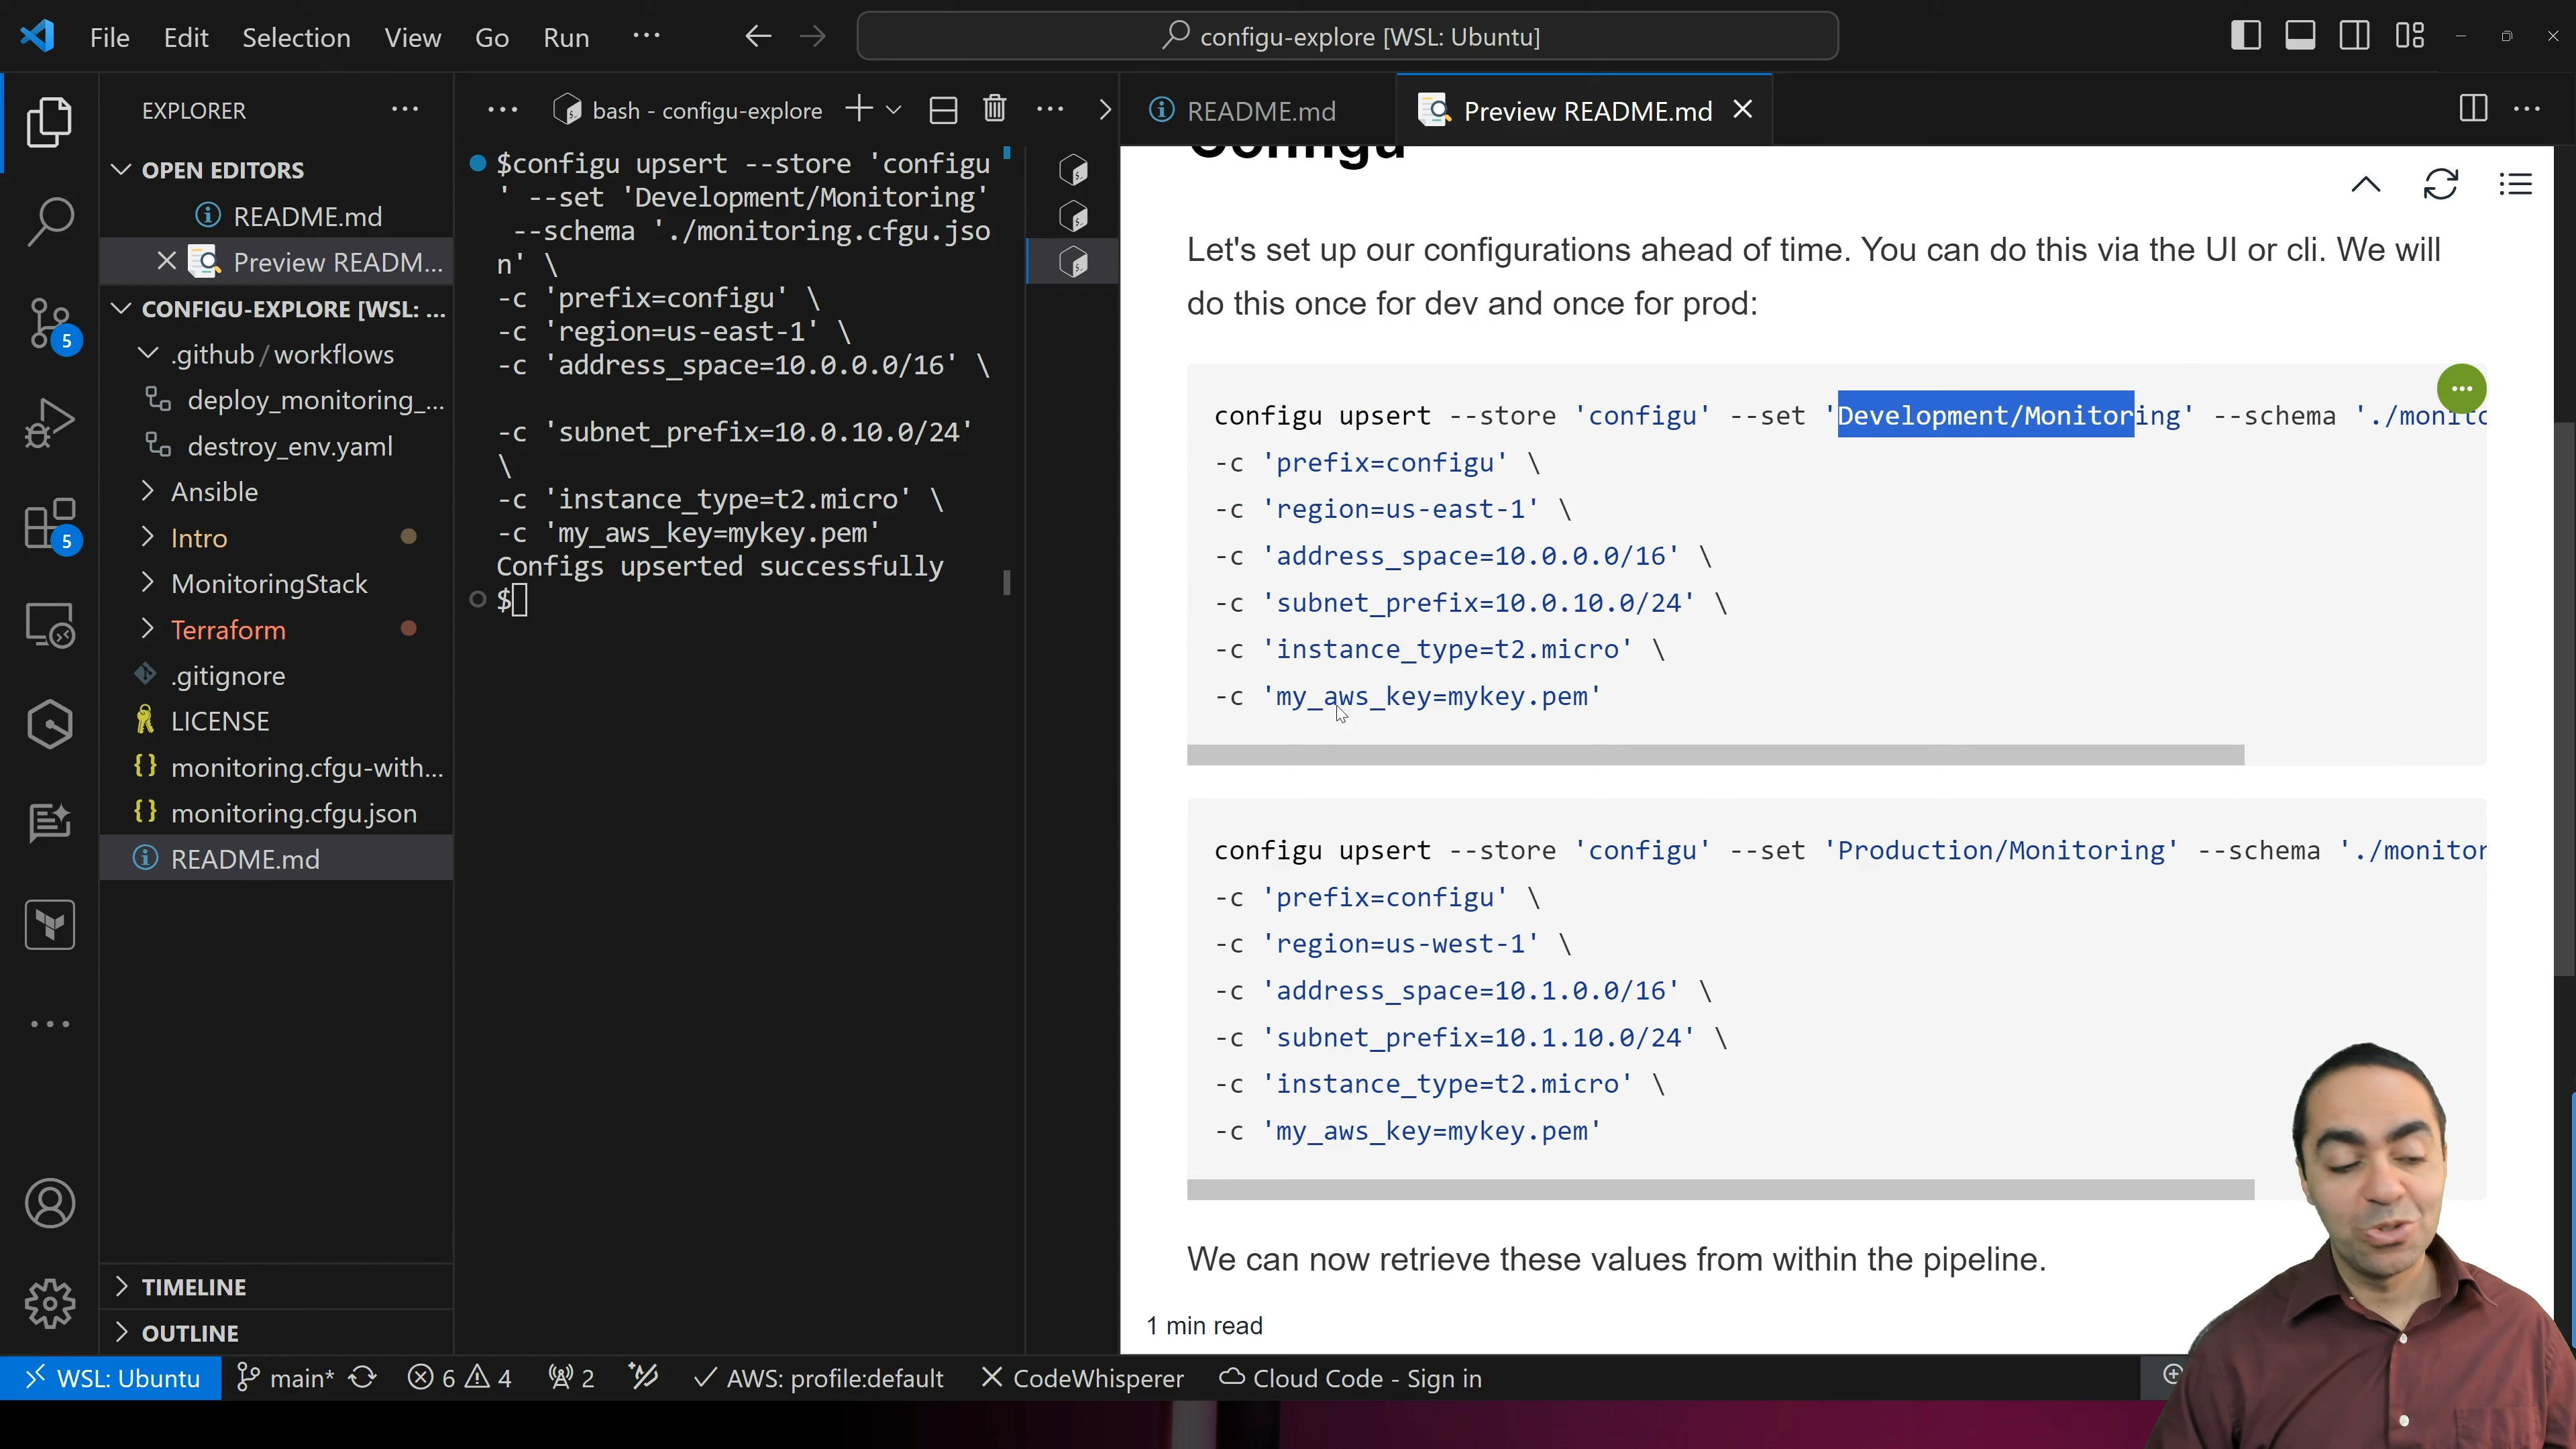 File Edit Selection View Go Run ···
configu-explore [WSL: Ubuntu]
EXPLORER
OPEN EDITORS
README.md
Preview READM...
CONFIGU-EXPLORE [WSL: ...
.github / workflows
deploy_monitoring_...
destroy_env.yaml
Ansible
Intro
MonitoringStack
Terraform
.gitignore
LICENSE
monitoring.cfgu-with...
monitoring.cfgu.json
README.md
TIMELINE
OUTLINE
5
5
bash - configu-explore
$configu upsert --store 'configu
' --set 'Development/Monitoring'
--schema './monitoring.cfgu.jso
n' \
-c 'prefix=configu' \
-c 'region=us-east-1' \
-c 'address_space=10.0.0.0/16' \
-c 'subnet_prefix=10.0.10.0/24'
\
-c 'instance_type=t2.micro' \
-c 'my_aws_key=mykey.pem'
Configs upserted successfully
$
README.md
Preview README.md
Let's set up our configurations ahead of time. You can do this via the UI or cli. We will
do this once for dev and once for prod:
configu upsert --store 'configu' --set 'Development/Monitoring' --schema './monito
-c 'prefix=configu' \
-c 'region=us-east-1' \
-c 'address_space=10.0.0.0/16' \
-c 'subnet_prefix=10.0.10.0/24' \
-c 'instance_type=t2.micro' \
-c 'my_aws_key=mykey.pem'
configu upsert --store 'configu' --set 'Production/Monitoring' --schema './monitor
-c 'prefix=configu' \
-c 'region=us-west-1' \
-c 'address_space=10.1.0.0/16' \
-c 'subnet_prefix=10.1.10.0/24' \
-c 'instance_type=t2.micro' \
-c 'my_aws_key=mykey.pem'
We can now retrieve these values from within the pipeline.
1 min read
WSL: Ubuntu main* 6 4 2 AWS: profile:default CodeWhisperer Cloud Code - Sign in